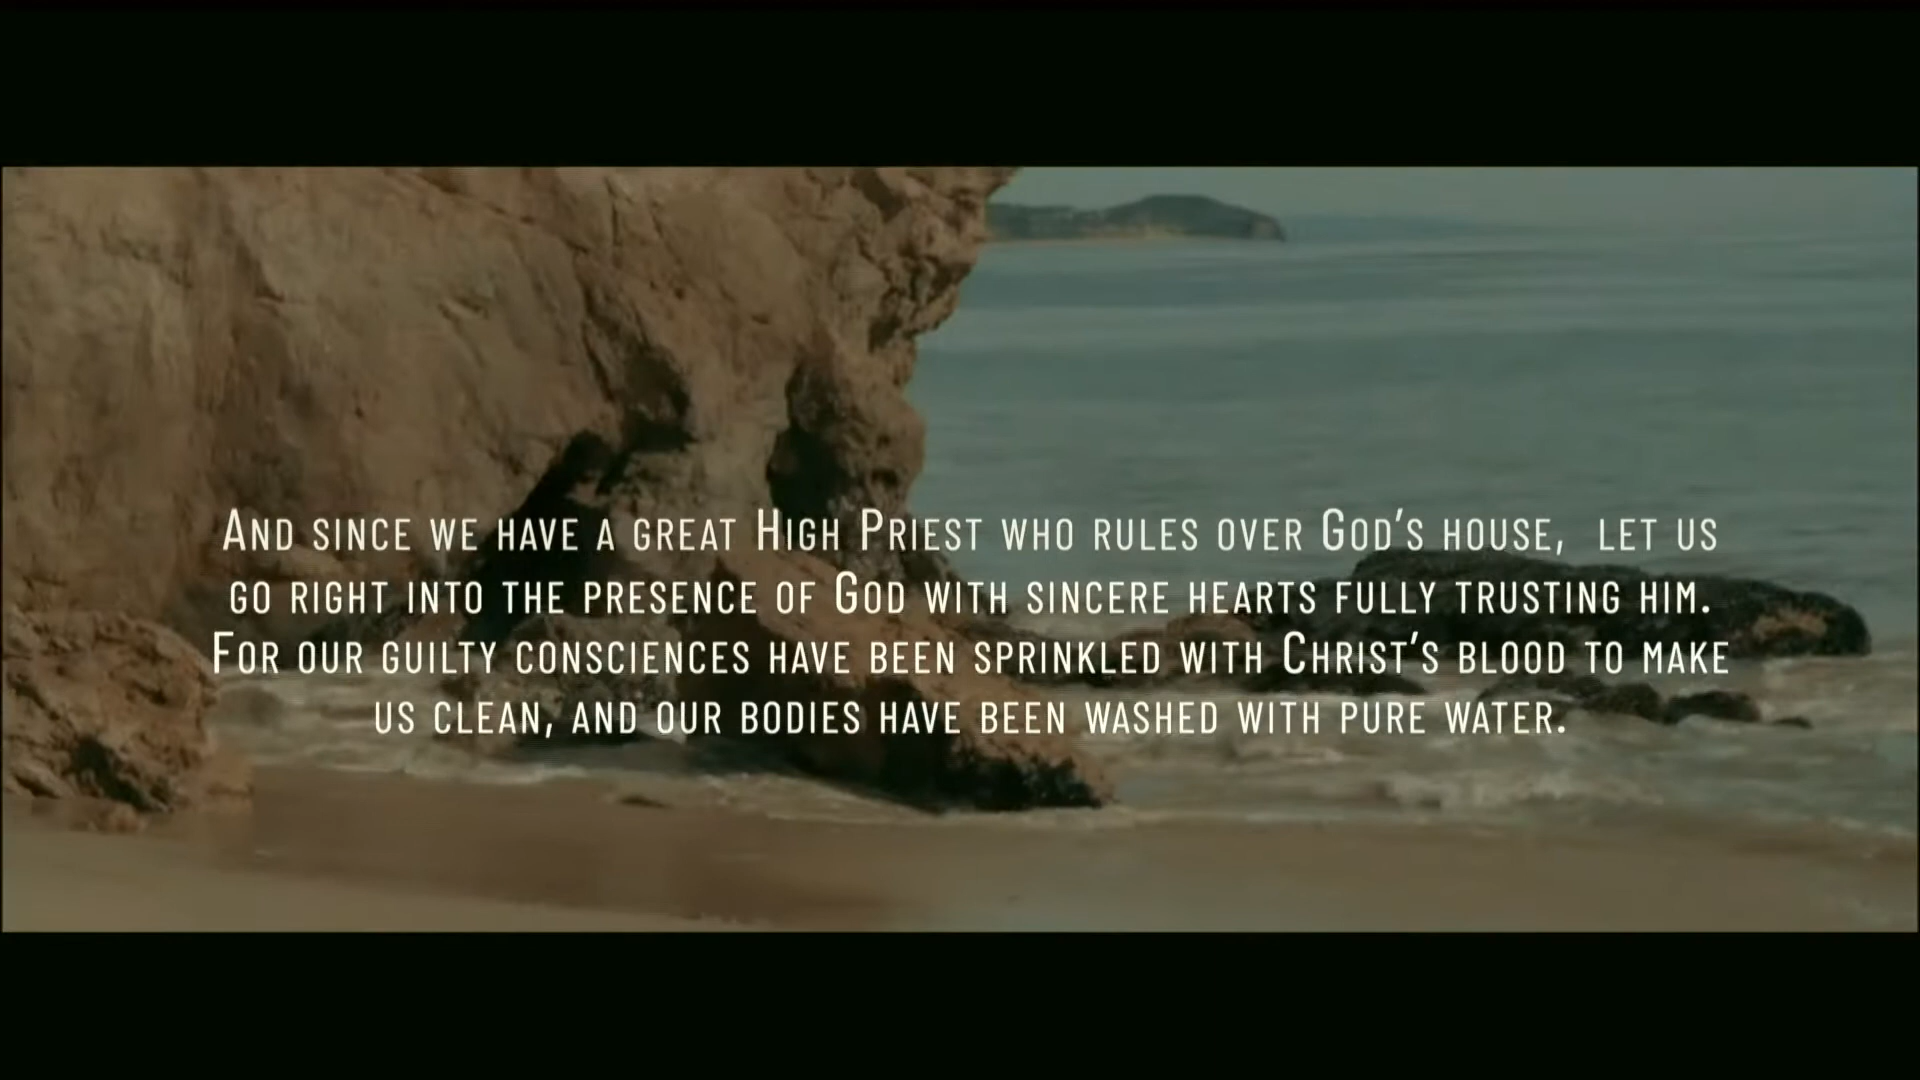 And since we have a great High Priest who rules over God's house, let us
go right into the presence of God with sincere hearts fully trusting him.
For our guilty consciences have been sprinkled with Christ's blood to make
us clean, and our bodies have been washed with pure water.